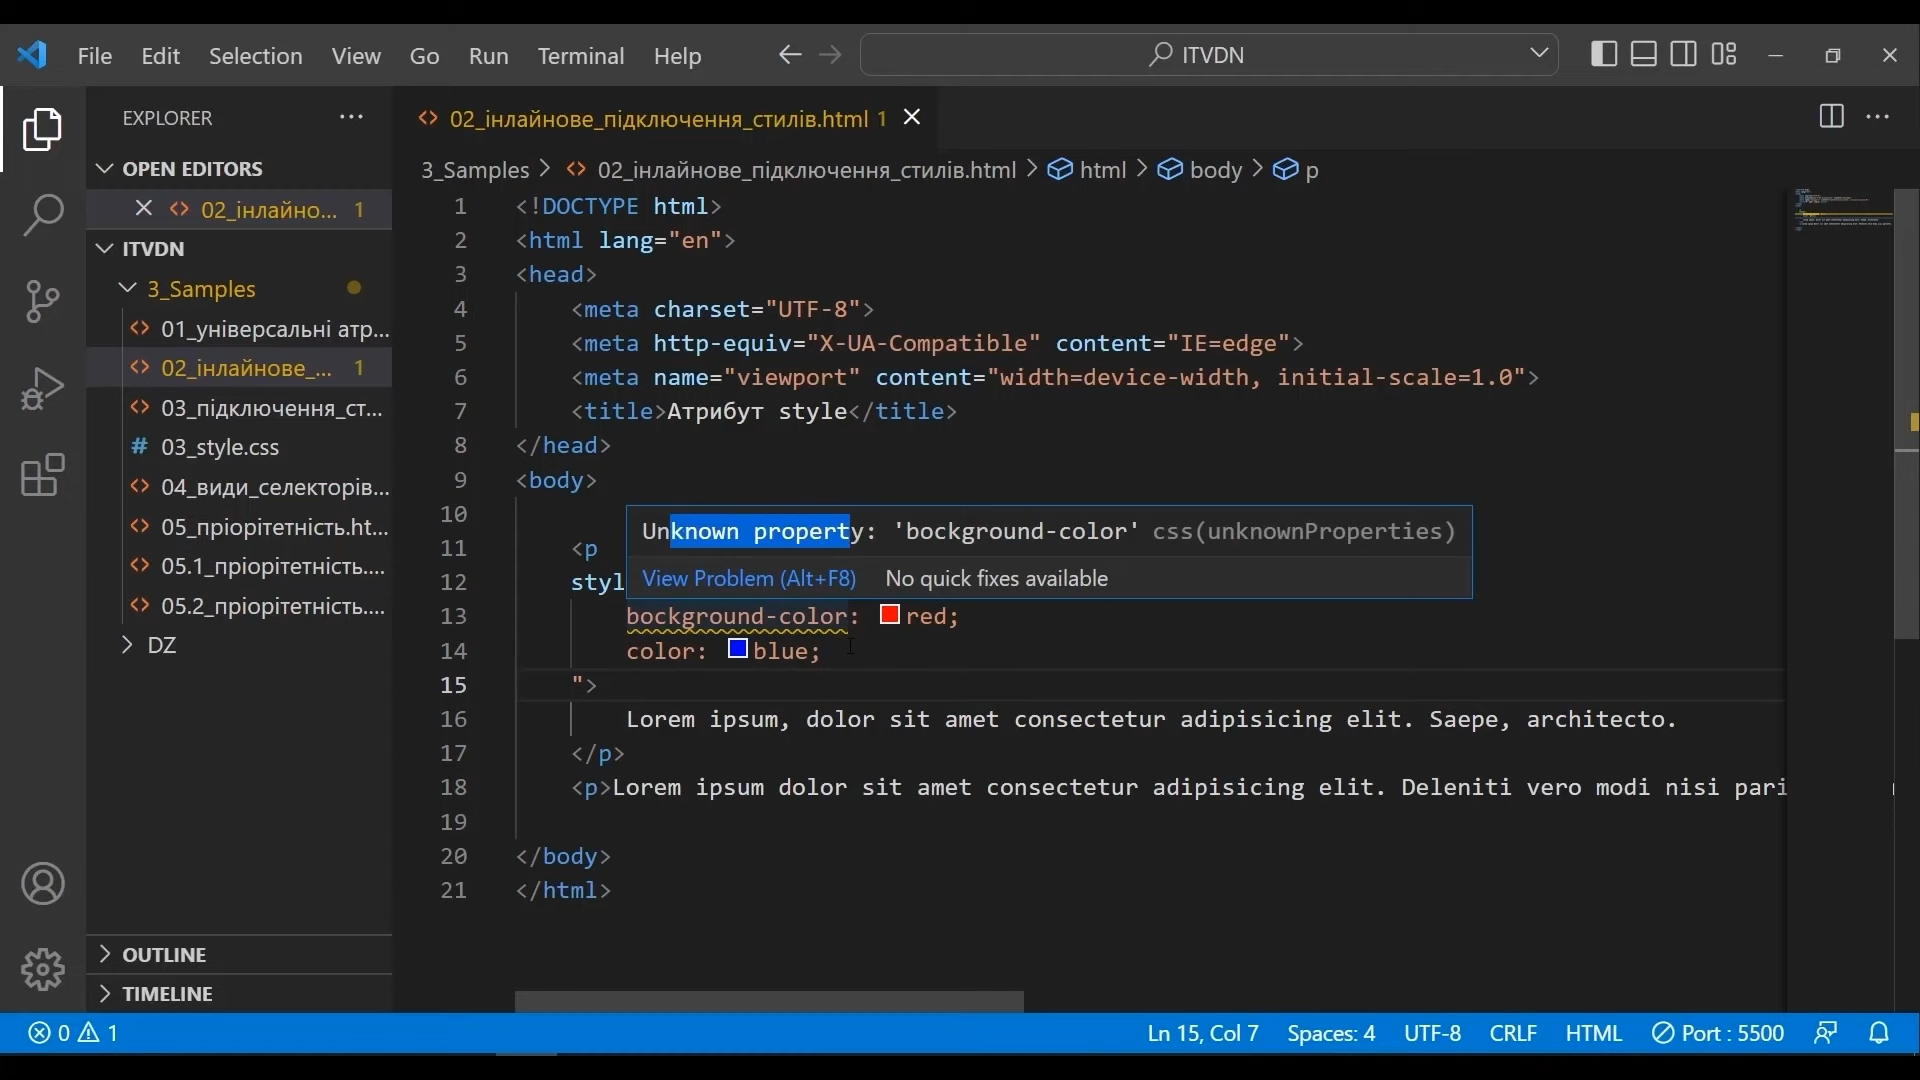 File Edit Selection View Go Run Terminal Help
ITVDN
EXPLORER
OPEN EDITORS
02_інлайно... 1
ITVDN
3_Samples
01_універсальні атр...
02_інлайнове_... 1
03_підключення_ст...
# 03_style.css
04_види_селекторів...
05_пріорітетність.ht...
05.1_пріорітетність....
05.2_пріорітетність....
DZ
OUTLINE
TIMELINE
02_інлайнове_підключення_стилів.html 1
3_Samples > 02_інлайнове_підключення_стилів.html > html > body > p
1 <!DOCTYPE html>
2 <html lang="en">
3 <head>
4 <meta charset="UTF-8">
5 <meta http-equiv="X-UA-Compatible" content="IE=edge">
6 <meta name="viewport" content="width=device-width, initial-scale=1.0">
7 <title>Атрибут style</title>
8 </head>
9 <body>
10
Unknown property: 'bockground-color' css(unknownProperties)
11 <p
View Problem (Alt+F8) No quick fixes available
12 styl
13 bockground-color: red;
14 color: blue;
15 ">
16 Lorem ipsum, dolor sit amet consectetur adipisicing elit. Saepe, architecto.
17 </p>
18 <p>Lorem ipsum dolor sit amet consectetur adipisicing elit. Deleniti vero modi nisi pari
19
20 </body>
21 </html>
0 1 Ln 15, Col 7 Spaces: 4 UTF-8 CRLF HTML Port : 5500